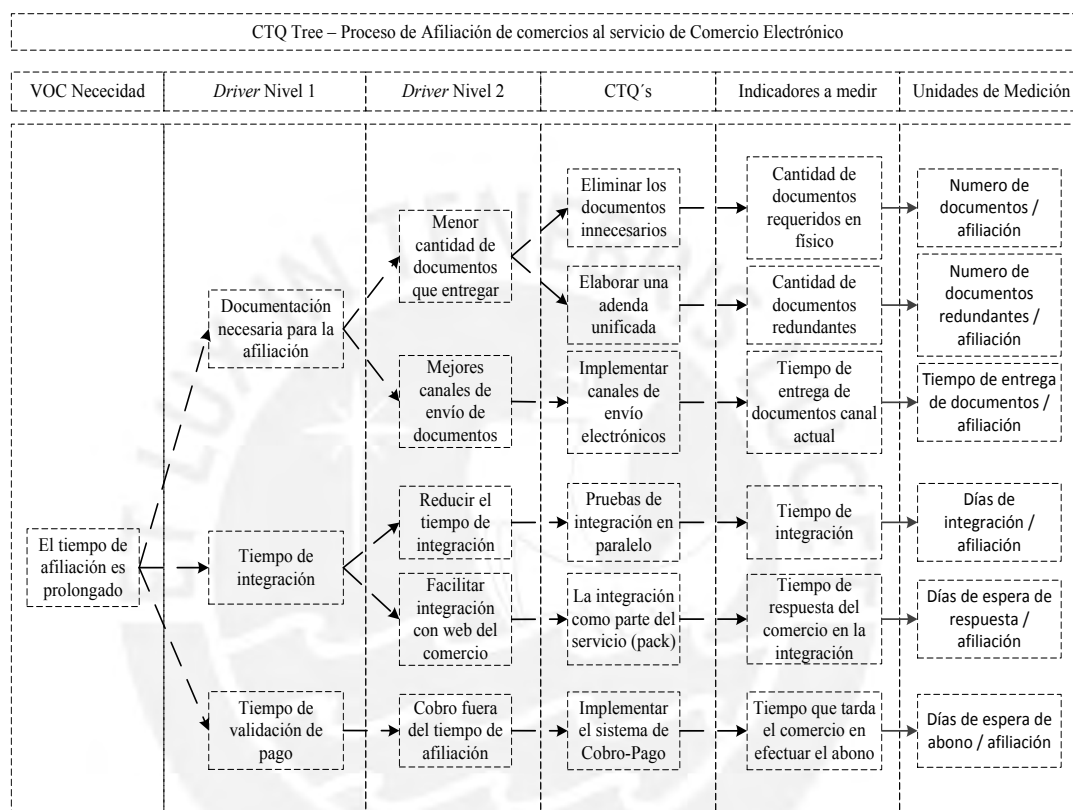 CTQ Tree – Proceso de Afiliación de comercios al servicio de Comercio Electrónico
VOC Nececidad
Driver Nivel 1
Driver Nivel 2
CTQ´s
Indicadores a medir
Unidades de Medición
El tiempo de
afiliación es
prolongado
Documentación
necesaria para la
afiliación
Tiempo de
integración
Tiempo de
validación de
pago
Menor
cantidad de
documentos
que entregar
Mejores
canales de
envío de
documentos
Reducir el
tiempo de
integración
Facilitar
integración
con web del
comercio
Cobro fuera
del tiempo de
afiliación
Eliminar los
documentos
innecesarios
Elaborar una
adenda
unificada
Implementar
canales de
envío
electrónicos
Pruebas de
integración en
paralelo
La integración
como parte del
servicio (pack)
Implementar
el sistema de
Cobro-Pago
Cantidad de
documentos
requeridos en
físico
Cantidad de
documentos
redundantes
Tiempo de
entrega de
documentos canal
actual
Tiempo de
integración
Tiempo de
respuesta del
comercio en la
integración
Tiempo que tarda
el comercio en
efectuar el abono
Numero de
documentos /
afiliación
Numero de
documentos
redundantes /
afiliación
Tiempo de entrega
de documentos /
afiliación
Días de
integración /
afiliación
Días de espera de
respuesta /
afiliación
Días de espera de
abono / afiliación
ET LUX IN TENEBRIS LUCET